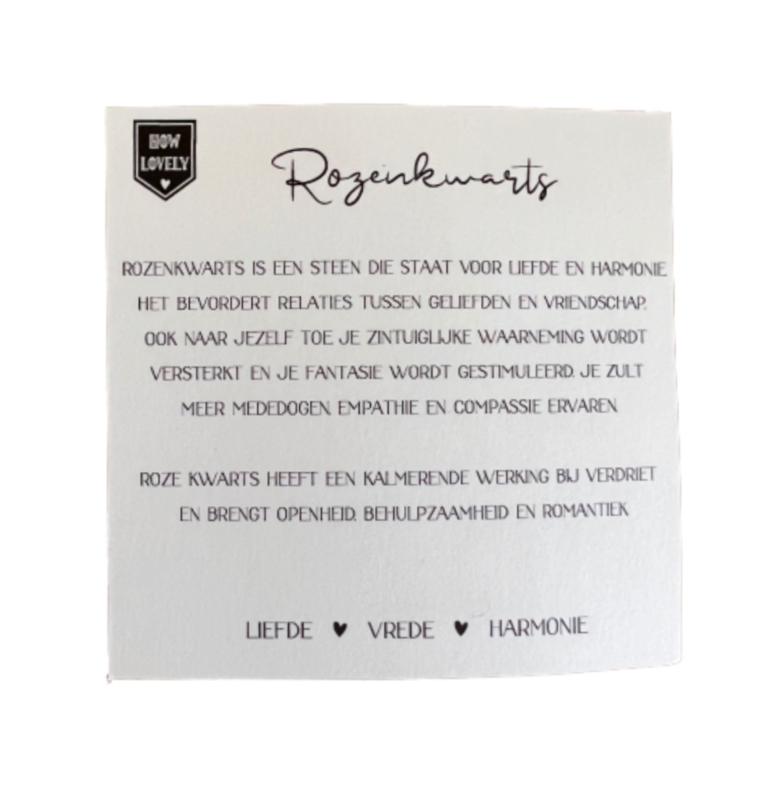 HOW
LOVELY
Rozenkwarts
ROZENKWARTS IS EEN STEEN DIE STAAT VOOR LIEFDE EN HARMONIE
HET BEVORDERT RELATIES TUSSEN GELIEFDEN EN VRIENDSCHAP,
OOK NAAR JEZELF TOE JE ZINTUIGLIJKE WAARNEMING WORDT
VERSTERKT EN JE FANTASIE WORDT GESTIMULEERD. JE ZULT
MEER MEDEDOGEN, EMPATHIE EN COMPASSIE ERVAREN
ROZE KWARTS HEEFT EEN KALMERENDE WERKING BIJ VERDRIET
EN BRENGT OPENHEID, BEHULPZAAMHEID EN ROMANTIEK
LIEFDE ♥ VREDE ♥ HARMONIE